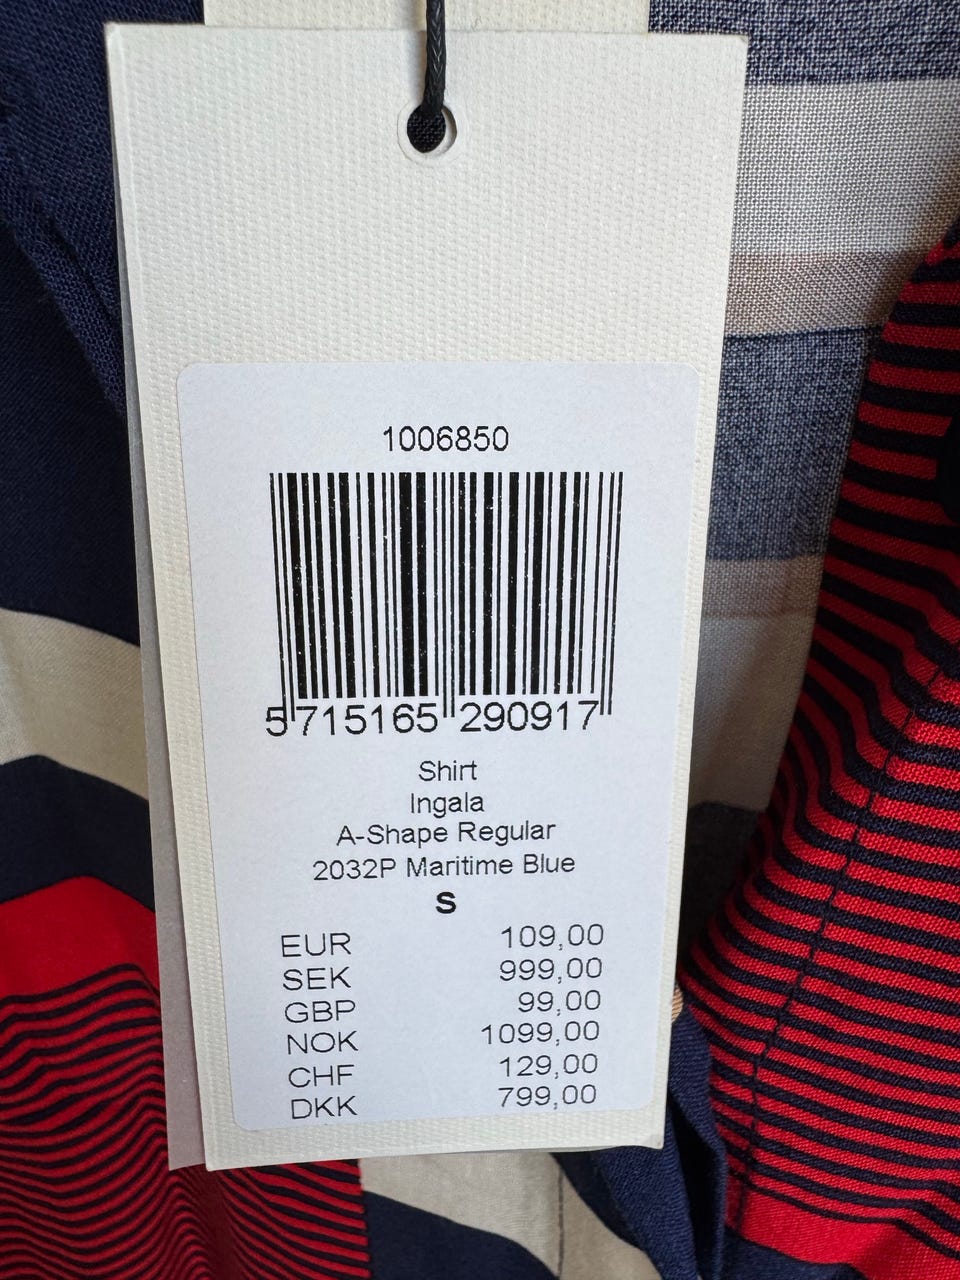 1006850
5 715165 290917
Shirt
Ingala
A-Shape Regular
2032P Maritime Blue
S
EUR 109,00
SEK 999,00
GBP 99,00
NOK 1099,00
CHF 129,00
DKK 799,00